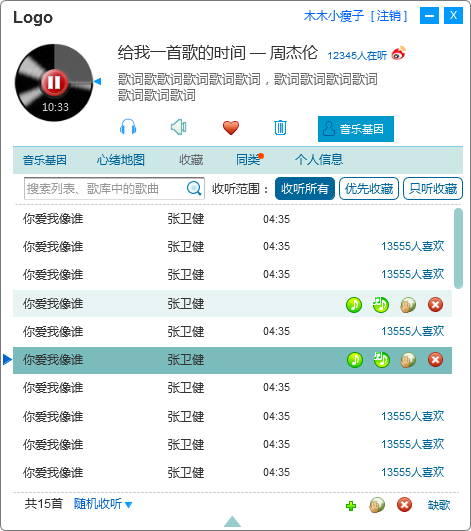 Logo
木木小瘦子 [ 注销 ]
给我一首歌的时间 — 周杰伦 12345人在听
歌词歌歌词歌词歌词歌词，歌词歌词歌词歌词
歌词歌词歌词
10:33
音乐基因
音乐基因 心绪地图 收藏 同类 个人信息
搜索列表、歌库中的歌曲 收听范围： 收听所有 优先收藏 只听收藏
你爱我像谁 张卫健 04:35
你爱我像谁 张卫健 13555人喜欢
你爱我像谁 张卫健 04:35 13555人喜欢
你爱我像谁 张卫健
你爱我像谁 张卫健 04:35 13555人喜欢
你爱我像谁 张卫健
你爱我像谁 张卫健 04:35
你爱我像谁 张卫健 13555人喜欢
你爱我像谁 张卫健 04:35 13555人喜欢
你爱我像谁 张卫健 04:35 13555人喜欢
共15首 随机收听 缺歌